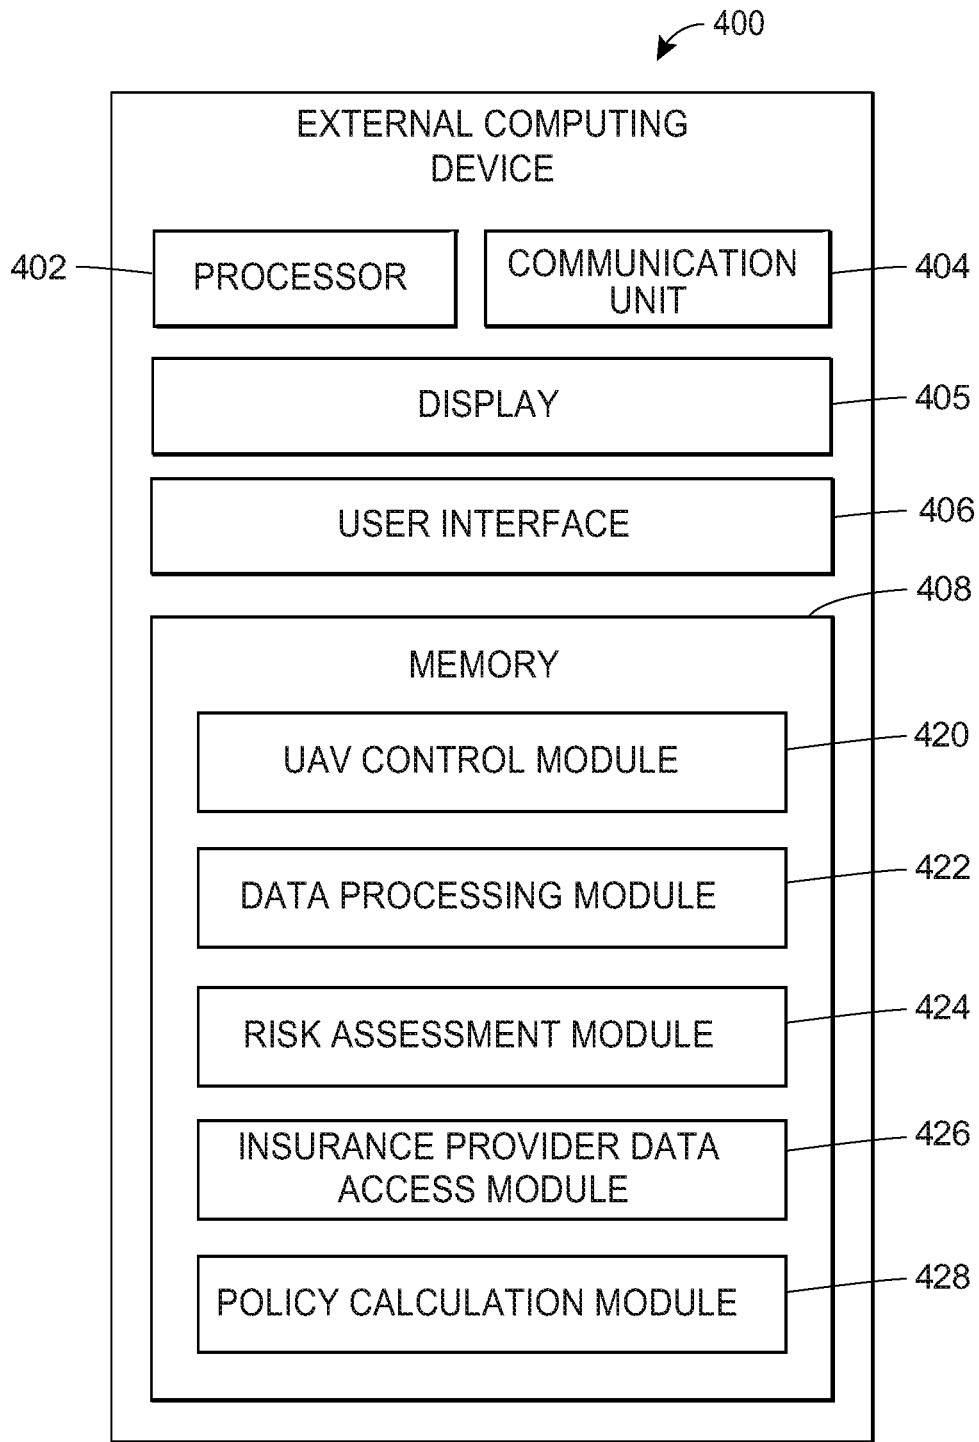 400
EXTERNAL COMPUTING
DEVICE
402
PROCESSOR
COMMUNICATION
UNIT
404
DISPLAY
405
USER INTERFACE
406
408
MEMORY
UAV CONTROL MODULE
420
DATA PROCESSING MODULE
422
RISK ASSESSMENT MODULE
424
INSURANCE PROVIDER DATA
ACCESS MODULE
426
POLICY CALCULATION MODULE
428